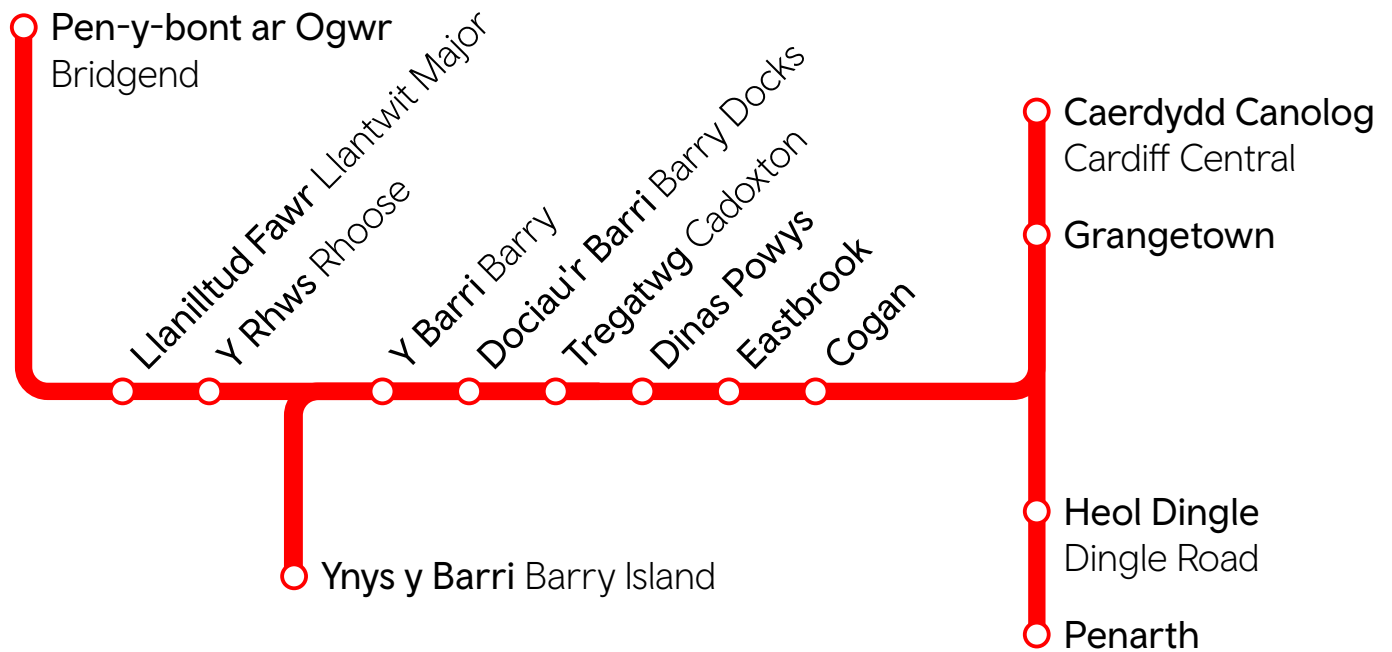 Pen-y-bont ar Ogwr
Bridgend
Llanilltud Fawr Llantwit Major
Y Rhws Rhoose
Y Barri Barry
Dociau'r Barri Barry Docks
Tregatwg Cadoxton
Dinas Powys
Eastbrook
Cogan
Caerdydd Canolog
Cardiff Central
Grangetown
Heol Dingle
Dingle Road
Penarth
Ynys y Barri Barry Island